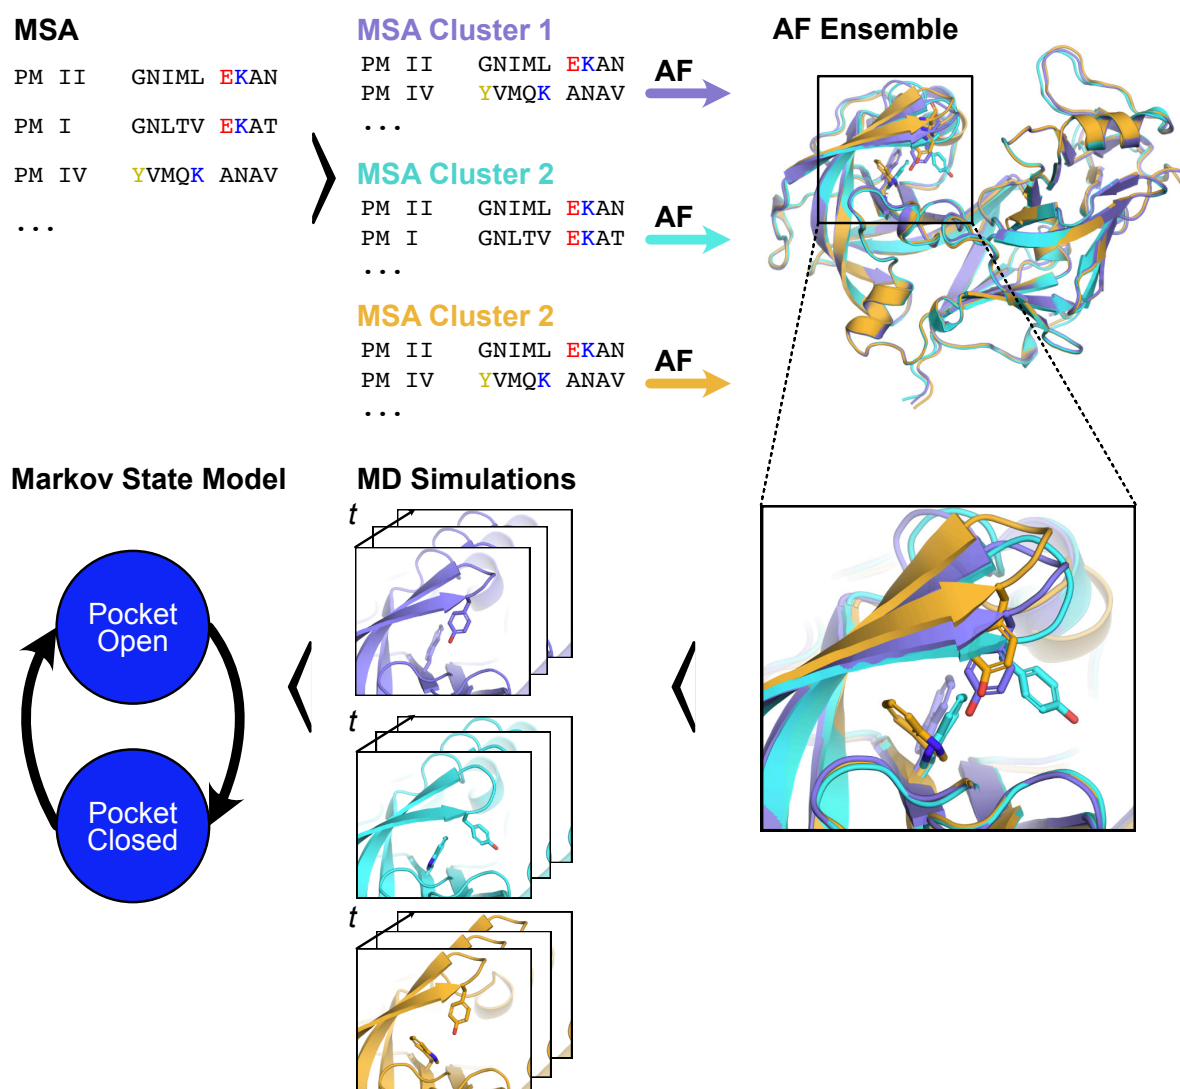 MSA
PM II GNIML EKAN
PM I GNLTV EKAT
PM IV YVMQK ANAV
...
MSA Cluster 1
PM II GNIML EKAN
PM IV YVMQK ANAV
...
AF
MSA Cluster 2
PM II GNIML EKAN
PM I GNLTV EKAT
...
AF
MSA Cluster 2
PM II GNIML EKAN
PM IV YVMQK ANAV
...
AF
AF Ensemble
Markov State Model
Pocket
Open
Pocket
Closed
MD Simulations
t
t
t